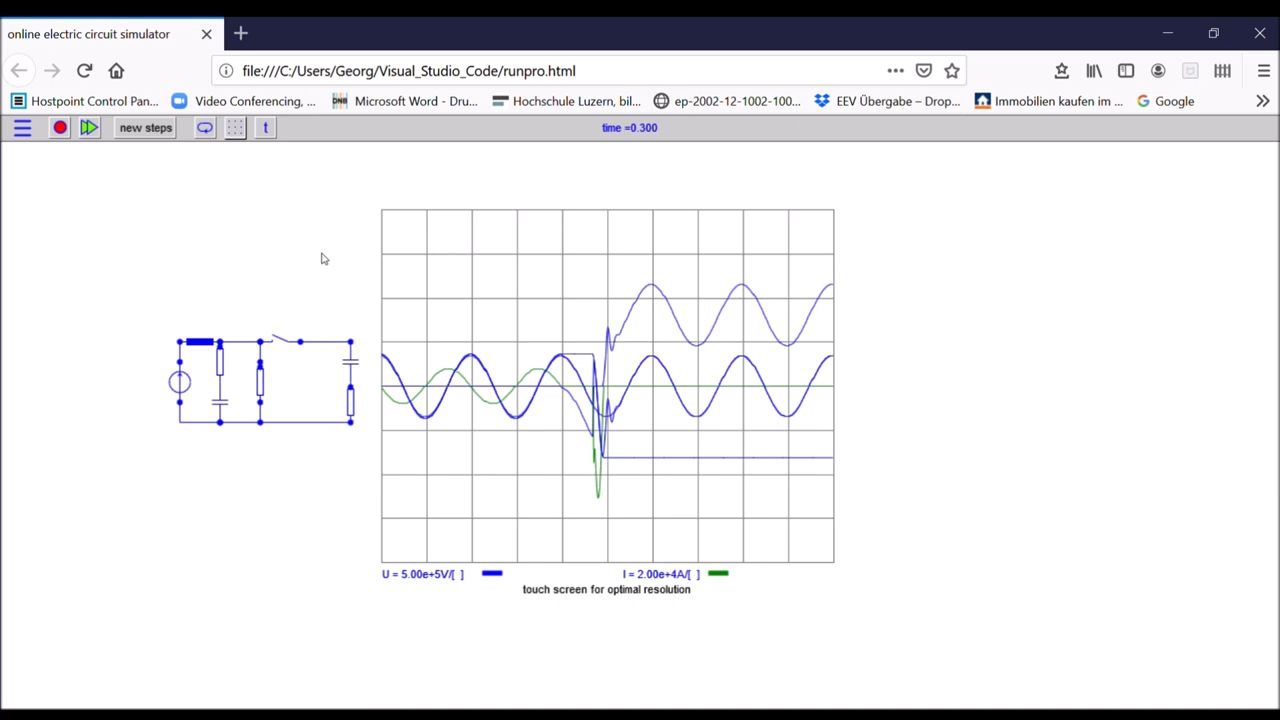 online electric circuit simulator
file:///C:/Users/Georg/Visual_Studio_Code/runpro.html
Hostpoint Control Pan... Video Conferencing, ... DNB Microsoft Word - Dru... Hochschule Luzern, bil... ep-2002-12-1002-100... EEV Übergabe – Drop... Immobilien kaufen im ... Google
new steps t time =0.300
U = 5.00e+5V/[ ] I = 2.00e+4A/[ ]
touch screen for optimal resolution